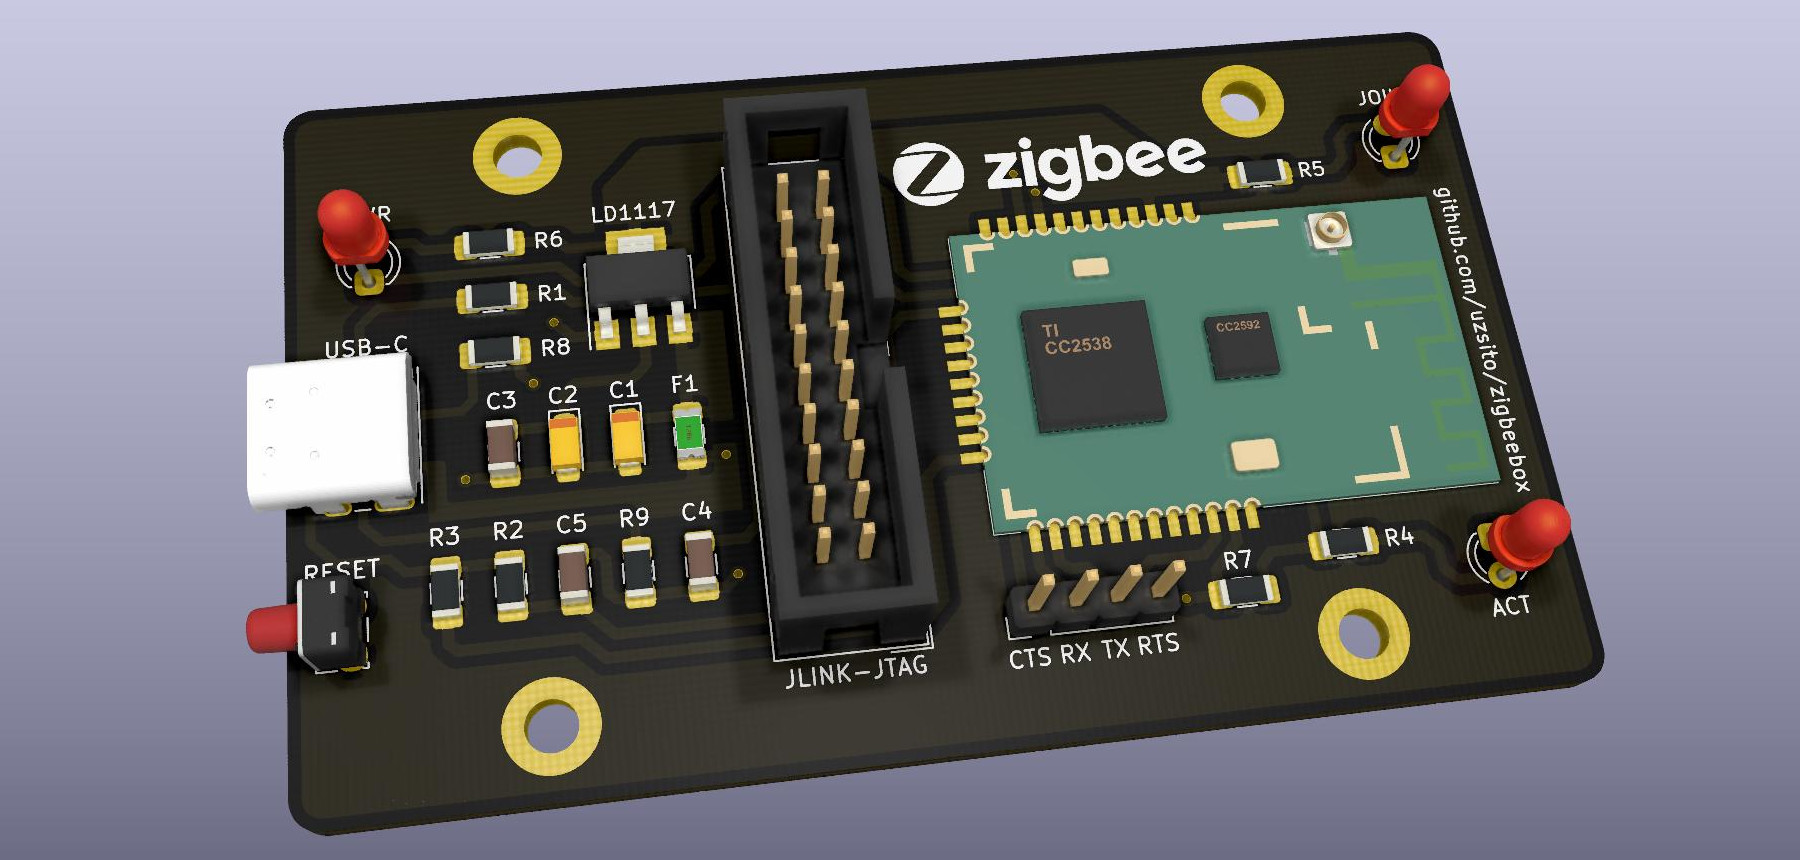 zigbee
R5
github.com/uzsito/zigbeebox
LD1117
R6
R1
R8
USB-C
C3
C2
C1
F1
TI
CC2538
CC2592
R3
R2
C5
R9
C4
RESET
R4
R7
ACT
CTS RX TX RTS
JLINK-JTAG